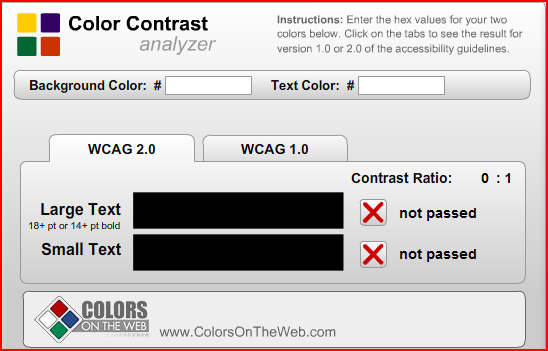 Color Contrast
analyzer
Instructions: Enter the hex values for your two
colors below. Click on the tabs to see the result for
version 1.0 or 2.0 of the accessibility guidelines.
Background Color: # Text Color: #
WCAG 2.0 WCAG 1.0
Contrast Ratio: 0 : 1
Large Text not passed
18+ pt or 14+ pt bold
Small Text not passed
COLORS
ON THE WEB
www.ColorsOnTheWeb.com